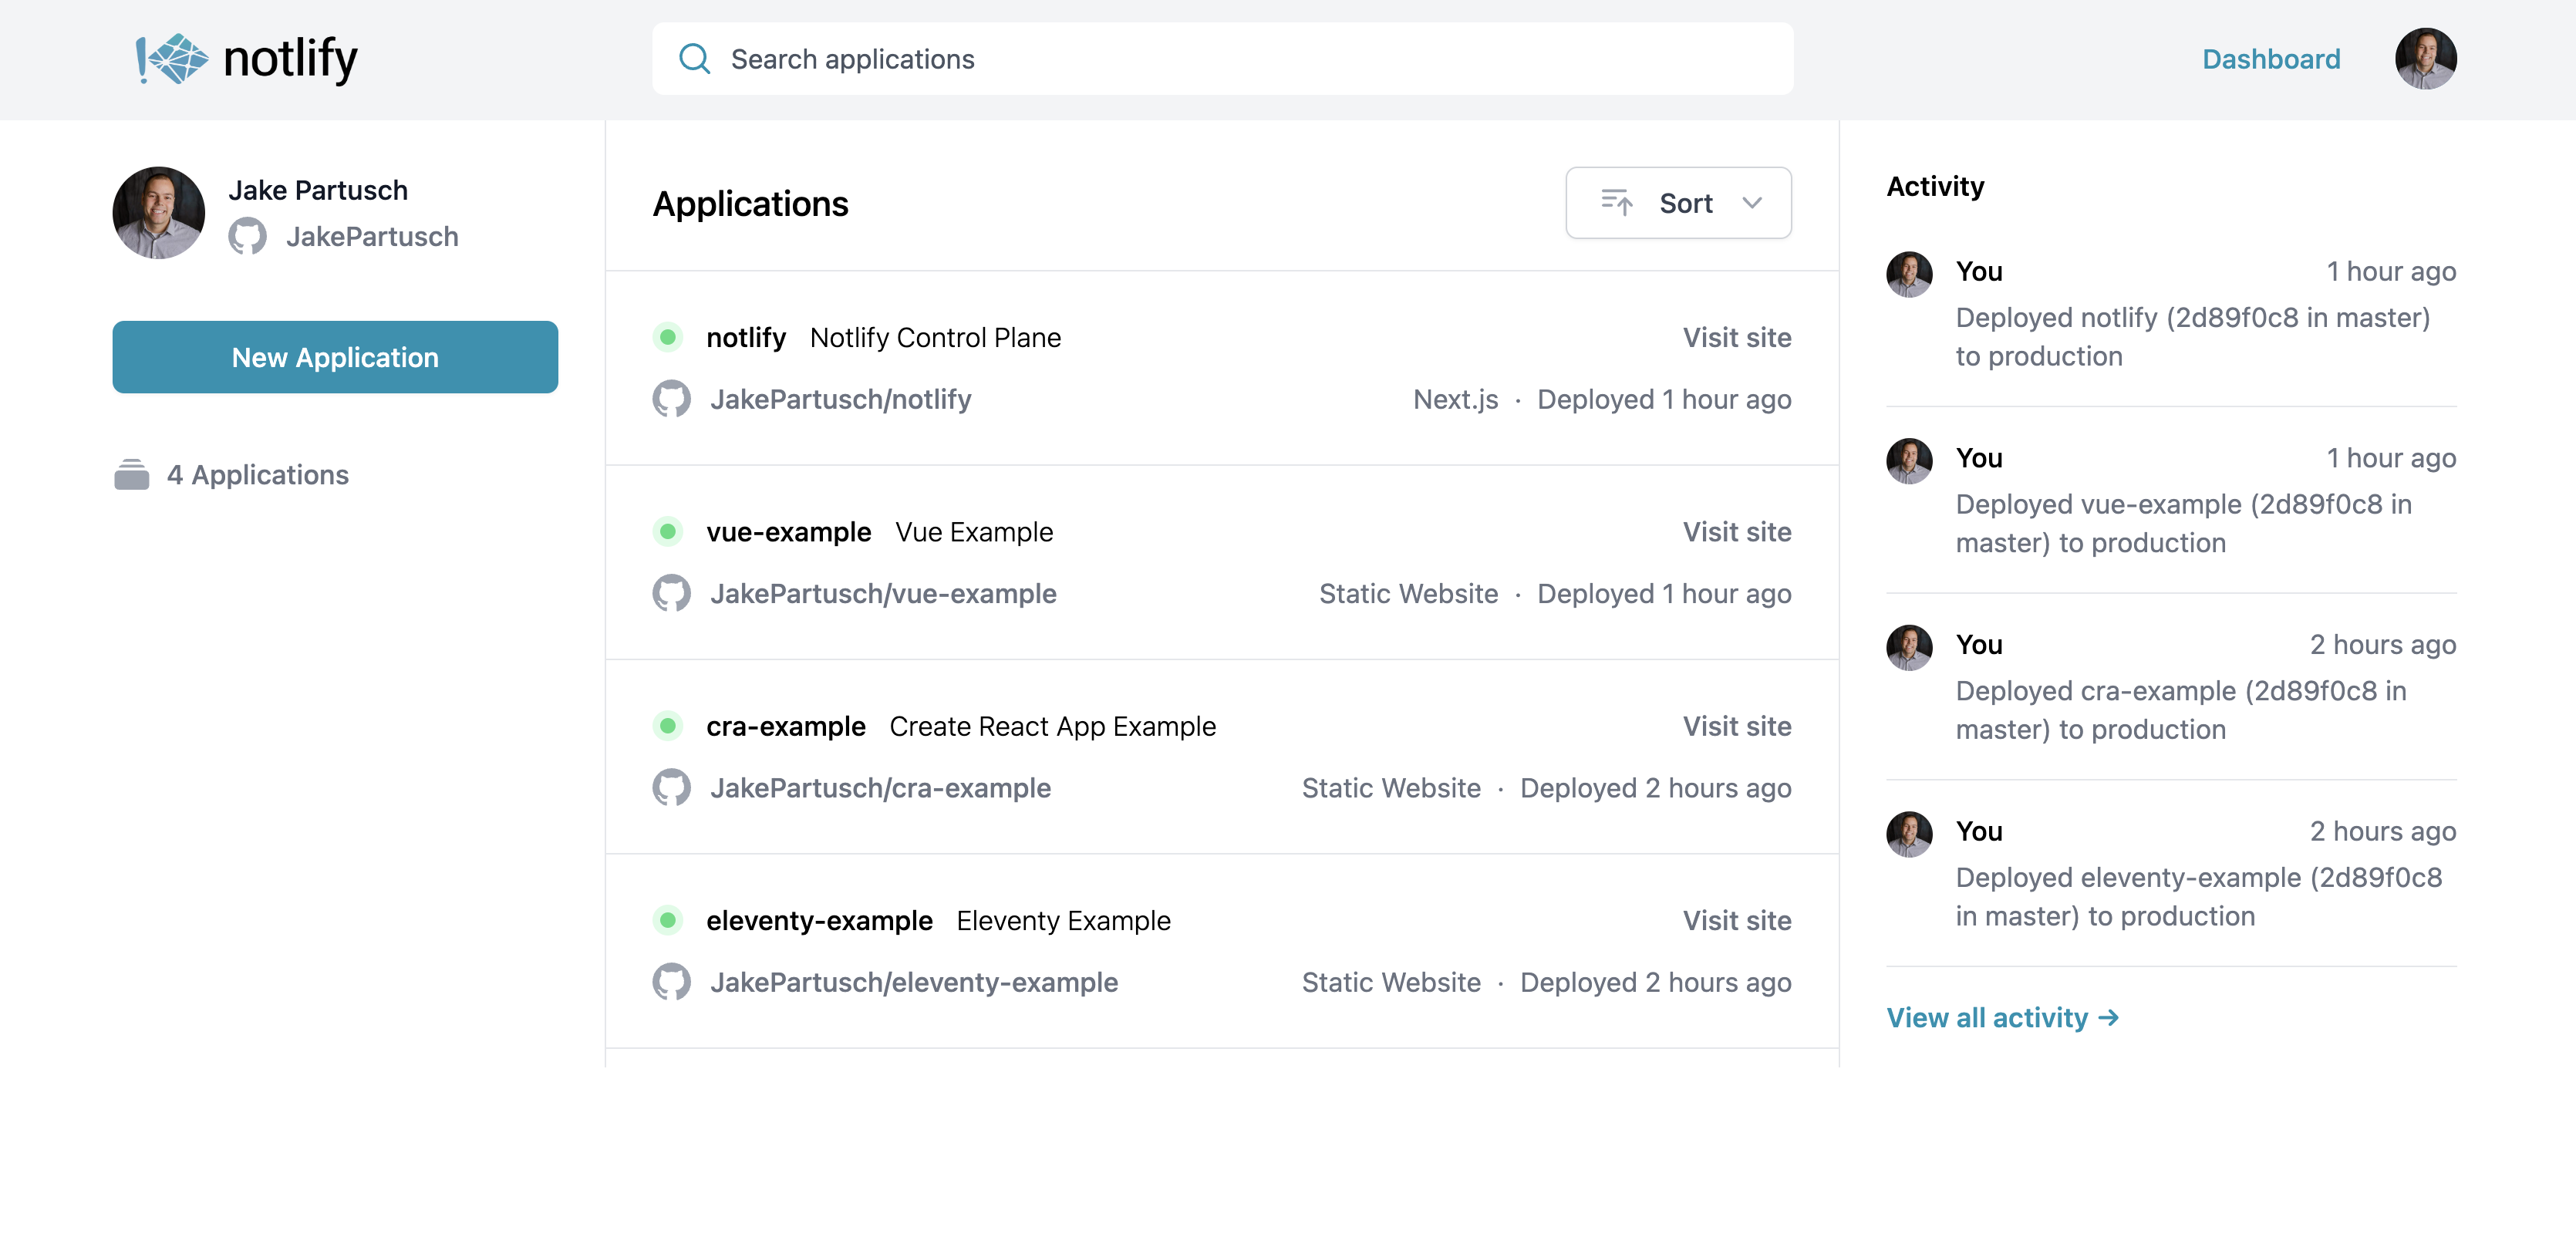 notlify
Search applications
Dashboard
Jake Partusch
JakePartusch
New Application
4 Applications
Applications
Sort
notlify Notlify Control Plane Visit site
JakePartusch/notlify Next.js · Deployed 1 hour ago
vue-example Vue Example Visit site
JakePartusch/vue-example Static Website · Deployed 1 hour ago
cra-example Create React App Example Visit site
JakePartusch/cra-example Static Website · Deployed 2 hours ago
eleventy-example Eleventy Example Visit site
JakePartusch/eleventy-example Static Website · Deployed 2 hours ago
Activity
You 1 hour ago
Deployed notlify (2d89f0c8 in master)
to production
You 1 hour ago
Deployed vue-example (2d89f0c8 in
master) to production
You 2 hours ago
Deployed cra-example (2d89f0c8 in
master) to production
You 2 hours ago
Deployed eleventy-example (2d89f0c8
in master) to production
View all activity →